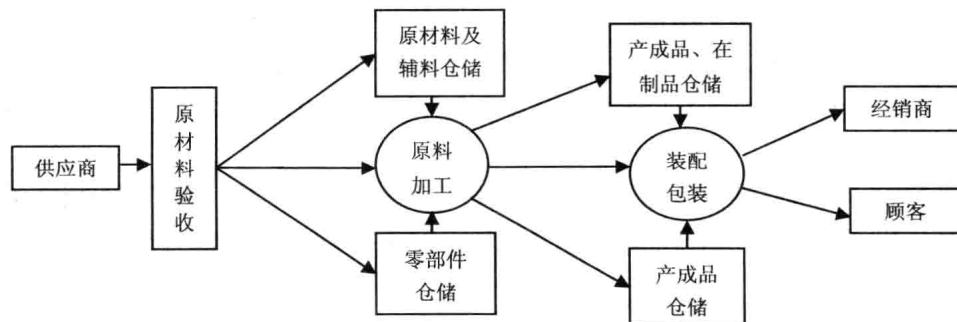 供应商
原
材
料
验
收
原材料及
辅料仓储
原料
加工
零部件
仓储
产成品、在
制品仓储
装配
包装
产成品
仓储
经销商
顾客